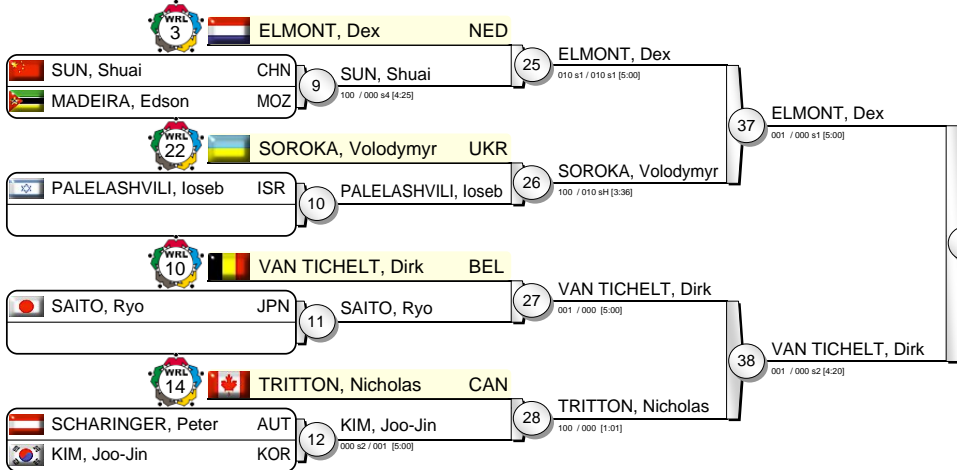 WRL
3
ELMONT, Dex NED
SUN, Shuai CHN
MADEIRA, Edson MOZ
9
SUN, Shuai
100 / 000 s4 [4:25]
25
ELMONT, Dex
010 s1 / 010 s1 [5:00]
WRL
22
SOROKA, Volodymyr UKR
PALELASHVILI, Ioseb ISR
10
PALELASHVILI, Ioseb
26
SOROKA, Volodymyr
100 / 010 sH [3:36]
37
ELMONT, Dex
001 / 000 s1 [5:00]
WRL
10
VAN TICHELT, Dirk BEL
SAITO, Ryo JPN
11
SAITO, Ryo
27
VAN TICHELT, Dirk
001 / 000 [5:00]
WRL
14
TRITTON, Nicholas CAN
SCHARINGER, Peter AUT
KIM, Joo-Jin KOR
12
KIM, Joo-Jin
000 s2 / 001 [5:00]
28
TRITTON, Nicholas
100 / 000 [1:01]
38
VAN TICHELT, Dirk
001 / 000 s2 [4:20]